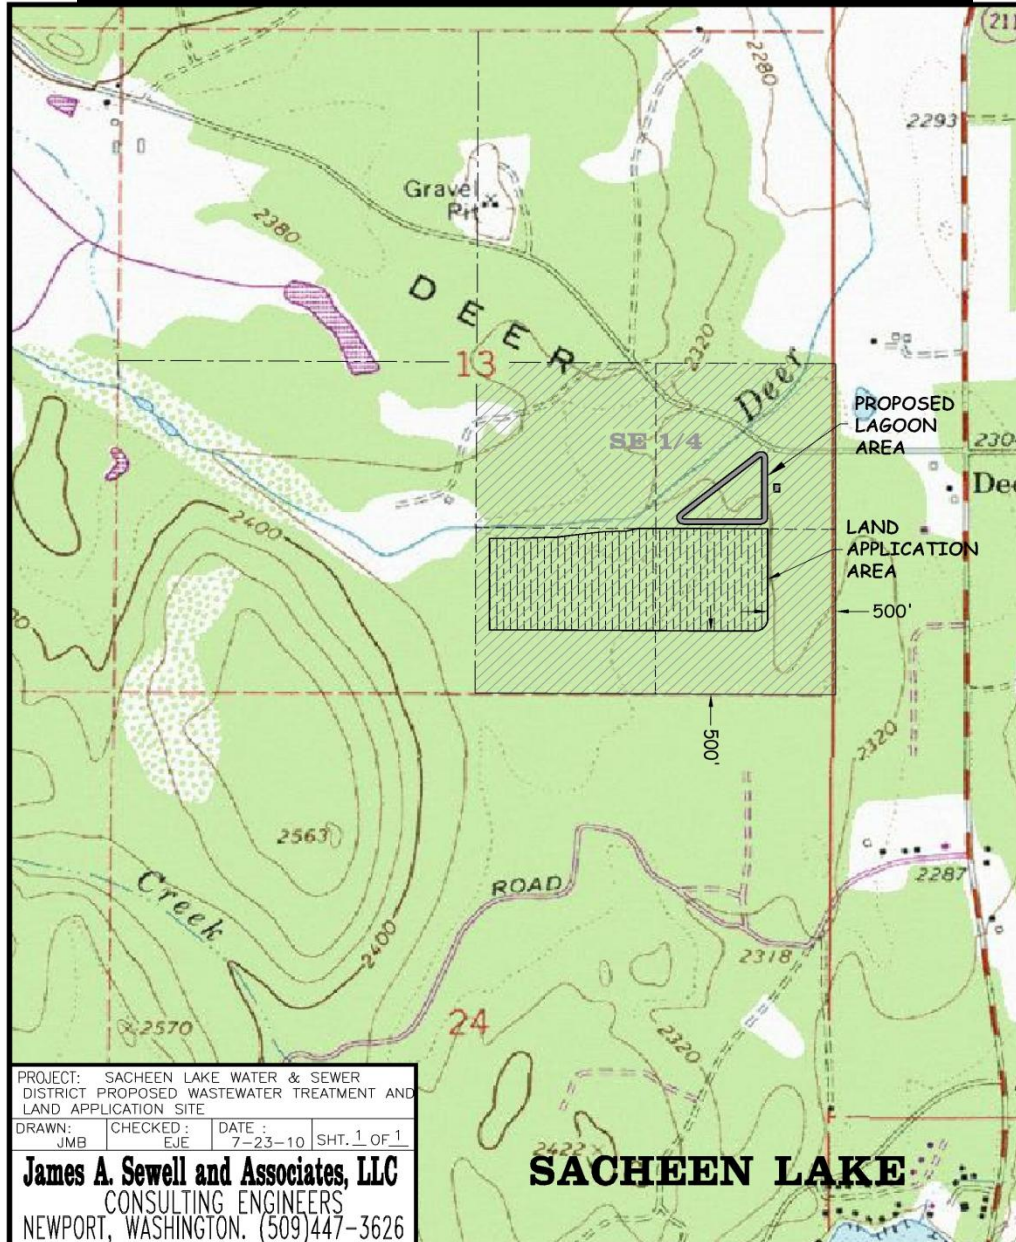 211
2280
2293
Gravel
Pit
2380
DEER
13
2320
Deer
PROPOSED
LAGOON
AREA
SE 1/4
230
Dee
2400
LAND
APPLICATION
AREA
500'
500'
2320
2563
Creek
2400
ROAD
2287
2318
2570
24
2320
2422
SACHEEN LAKE
PROJECT: SACHEEN LAKE WATER & SEWER
DISTRICT PROPOSED WASTEWATER TREATMENT AND
LAND APPLICATION SITE
DRAWN: JMB CHECKED: EJE DATE: 7-23-10 SHT. 1 OF 1
James A. Sewell and Associates, LLC
CONSULTING ENGINEERS
NEWPORT, WASHINGTON. (509)447-3626